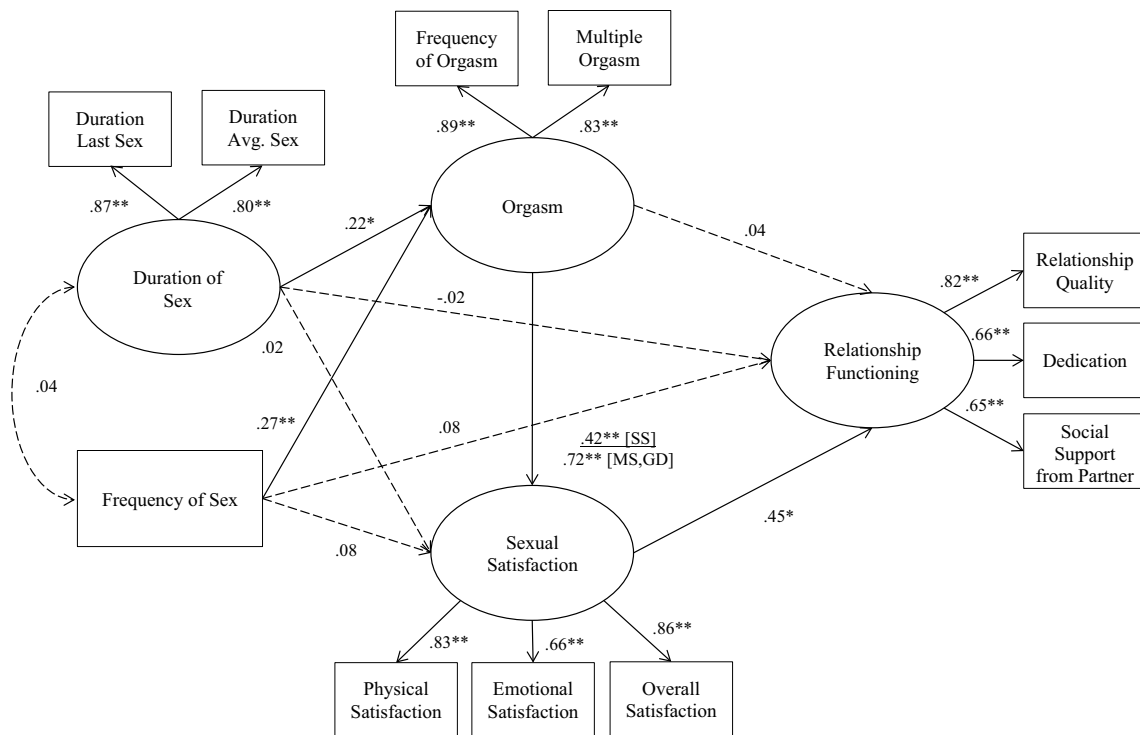 Frequency
of Orgasm
Multiple
Orgasm
Duration
Last Sex
Duration
Avg. Sex
.89**
.83**
.87**
.80**
Orgasm
.22*
.04
Duration of
Sex
-.02
Relationship
Quality
.82**
.02
Relationship
Functioning
.66**
Dedication
.04
.65**
.27**
.08
.42** [SS]
.72** [MS,GD]
Social
Support
from Partner
Frequency of Sex
.45*
.08
Sexual
Satisfaction
.83**
.66**
.86**
Physical
Satisfaction
Emotional
Satisfaction
Overall
Satisfaction